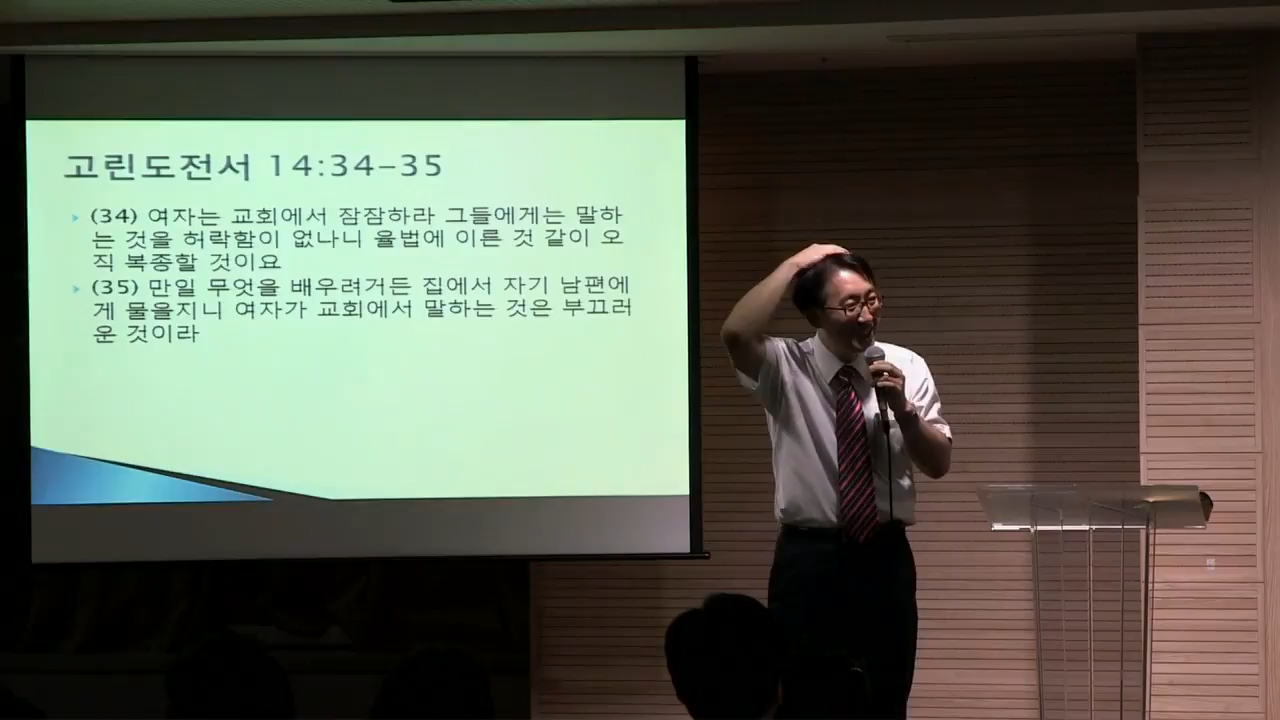 고린도전서 14:34-35
(34) 여자는 교회에서 잠잠하라 그들에게는 말하
는 것을 허락함이 없나니 율법에 이른 것 같이 오
직 복종할 것이요
(35) 만일 무엇을 배우려거든 집에서 자기 남편에
게 물을지니 여자가 교회에서 말하는 것은 부끄러
운 것이라